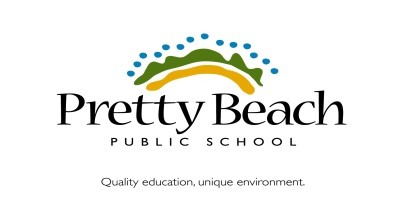 Pretty Beach
PUBLIC SCHOOL
Quality education, unique environment.